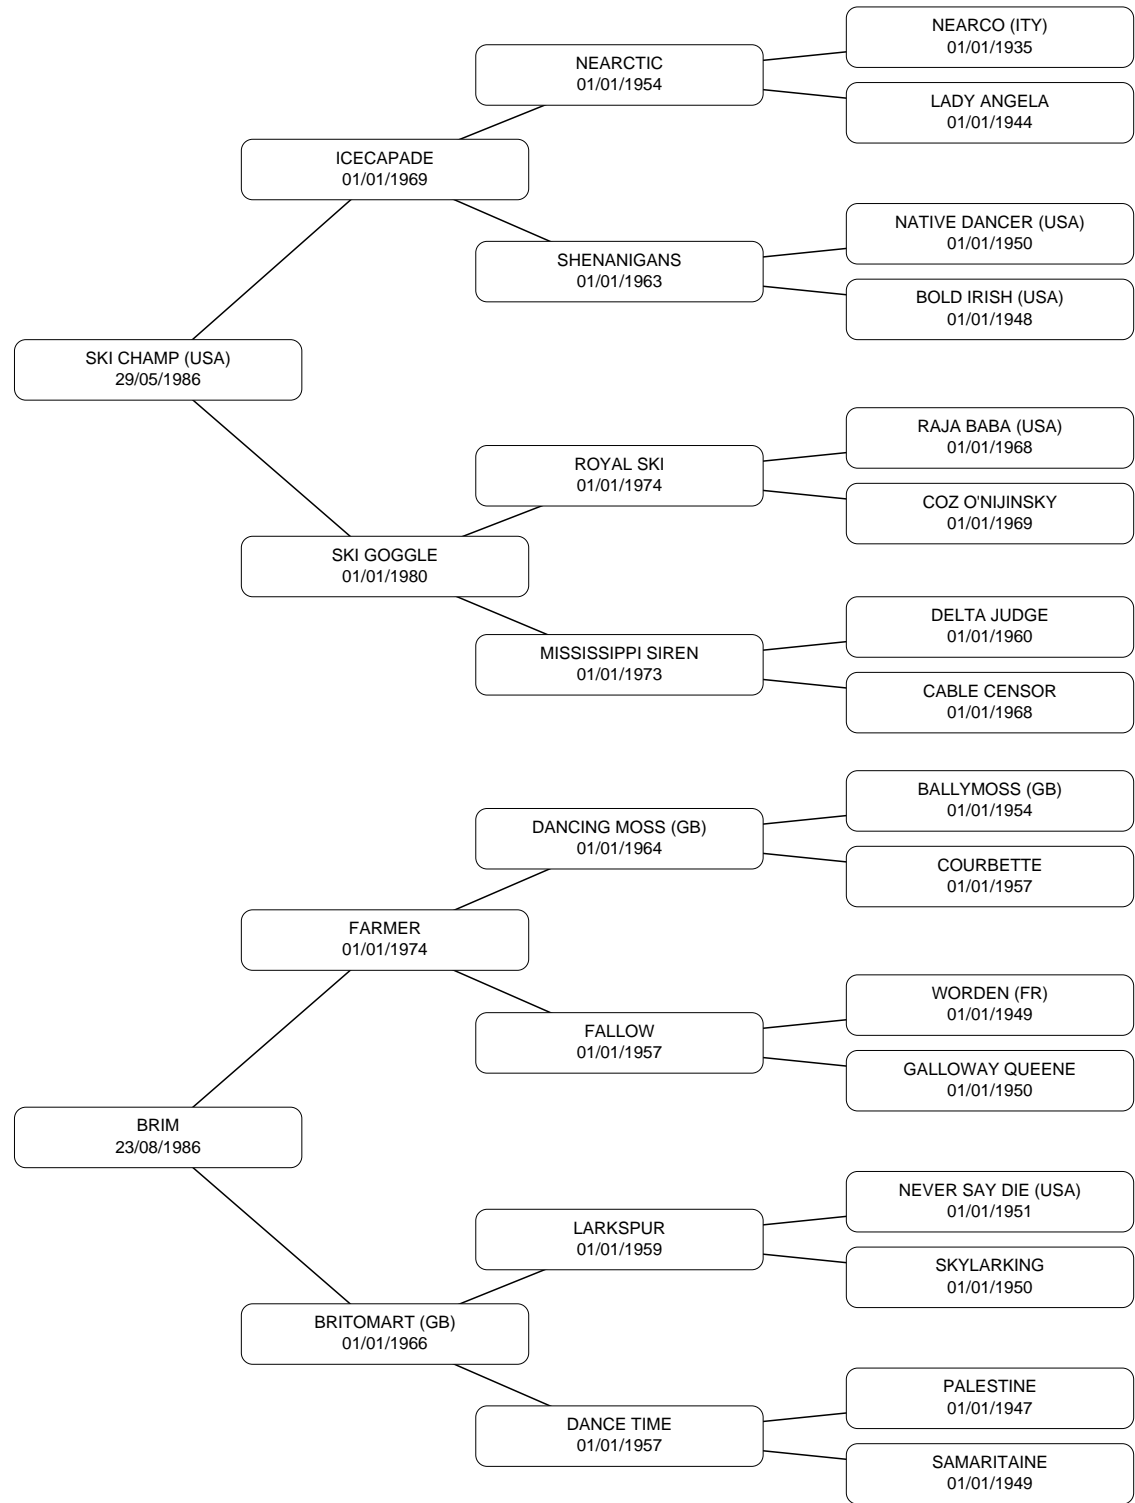 NEARCO (ITY)
01/01/1935
NEARCTIC
01/01/1954
LADY ANGELA
01/01/1944
ICECAPADE
01/01/1969
NATIVE DANCER (USA)
01/01/1950
SHENANIGANS
01/01/1963
BOLD IRISH (USA)
01/01/1948
SKI CHAMP (USA)
29/05/1986
RAJA BABA (USA)
01/01/1968
ROYAL SKI
01/01/1974
COZ O'NIJINSKY
01/01/1969
SKI GOGGLE
01/01/1980
DELTA JUDGE
01/01/1960
MISSISSIPPI SIREN
01/01/1973
CABLE CENSOR
01/01/1968
BALLYMOSS (GB)
01/01/1954
DANCING MOSS (GB)
01/01/1964
COURBETTE
01/01/1957
FARMER
01/01/1974
WORDEN (FR)
01/01/1949
FALLOW
01/01/1957
GALLOWAY QUEENE
01/01/1950
BRIM
23/08/1986
NEVER SAY DIE (USA)
01/01/1951
LARKSPUR
01/01/1959
SKYLARKING
01/01/1950
BRITOMART (GB)
01/01/1966
PALESTINE
01/01/1947
DANCE TIME
01/01/1957
SAMARITAINE
01/01/1949